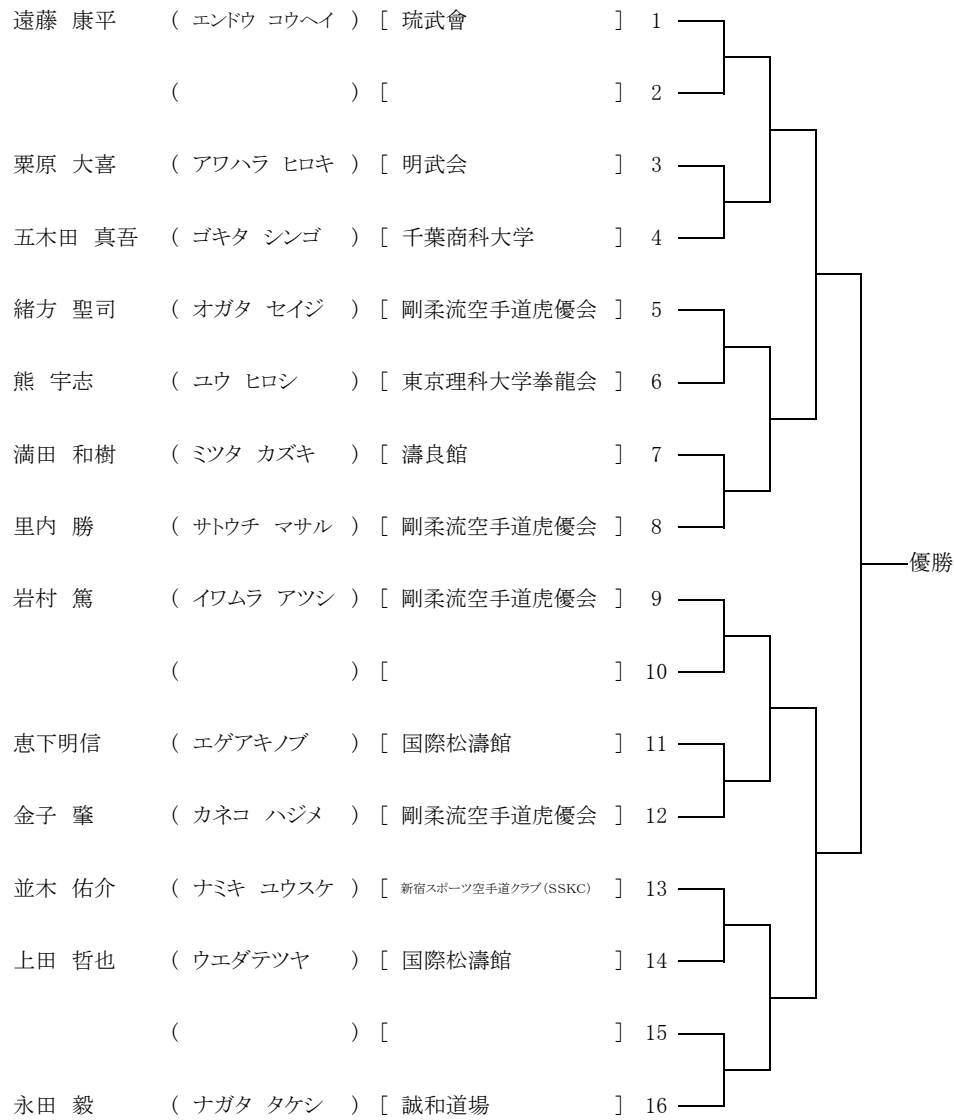 遠藤 康平 ( エンドウ コウヘイ ) [ 琉武會 ] 1
( ) [ ] 2
粟原 大喜 ( アワハラ ヒロキ ) [ 明武会 ] 3
五木田 真吾 ( ゴキタ シンゴ ) [ 千葉商科大学 ] 4
緒方 聖司 ( オガタ セイジ ) [ 剛柔流空手道虎優会 ] 5
熊 宇志 ( ユウ ヒロシ ) [ 東京理科大学拳龍会 ] 6
満田 和樹 ( ミツタ カズキ ) [ 濤良館 ] 7
里内 勝 ( サトウチ マサル ) [ 剛柔流空手道虎優会 ] 8
優勝
岩村 篤 ( イワムラ アツシ ) [ 剛柔流空手道虎優会 ] 9
( ) [ ] 10
恵下明信 ( エゲアキノブ ) [ 国際松濤館 ] 11
金子 肇 ( カネコ ハジメ ) [ 剛柔流空手道虎優会 ] 12
並木 佑介 ( ナミキ ユウスケ ) [ 新宿スポーツ空手道クラブ(SSKC) ] 13
上田 哲也 ( ウエダテツヤ ) [ 国際松濤館 ] 14
( ) [ ] 15
永田 毅 ( ナガタ タケシ ) [ 誠和道場 ] 16